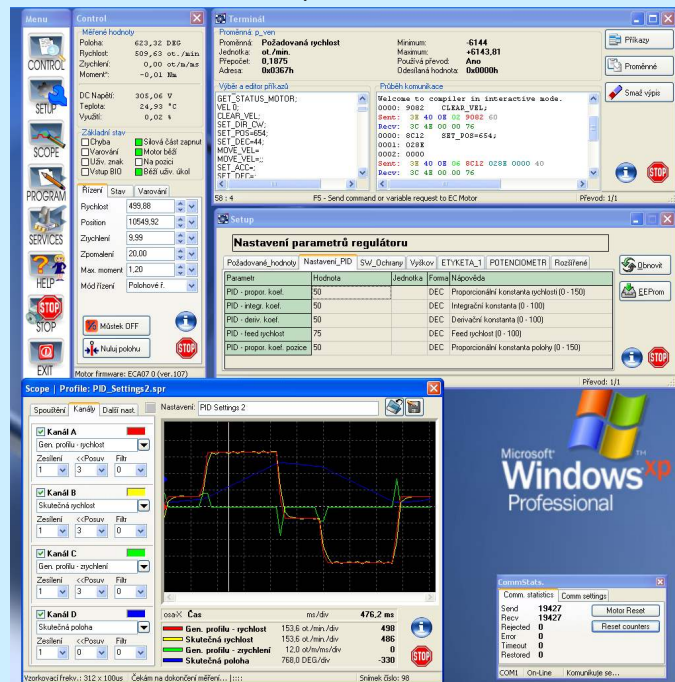 Menu
CONTROL
SETUP
SCOPE
PROGRAM
SERVICES
HELP
STOP
STOP
EXIT
Control
Měřené hodnoty
Poloha: 623,32 DEG
Rychlost: 509,63 ot./min
Zrychlení: 0,00 ot/m/ms
Moment*: -0,01 Nm
DC Napětí: 305,06 V
Teplota: 24,93 °C
Využití: 0,02 %
Základní stav
Chyba Silová část zapnut
Varování Motor běží
Uživ. znak Na pozici
Vstup BIO Běží uživ. úkol
Řízení Stav Varování
Rychlost 499,88
Position 10549,92
Zrychlení 9,99
Zpomalení 20,00
Max. moment 1,20
Mód řízení Polohové ř.
Můstek OFF
Nuluj polohu STOP
Motor firmware: ECA07 0 (ver.107)
Terminál
Proměnná: p_ven
Proměnná: Požadovaná rychlost Minimum: -6144
Jednotka: ot./min. Maximum: +6143,81
Přepočet: 0,1875 Používá převod: Ano
Adresa: 0x0367h Odesílaná hodnota: 0x0000h
Výběr a editor příkazů
GET_STATUS_MOTOR;
VEL 0;
CLEAR_VEL;
SET_DIR_CW;
SET_POS=654;
SET_DEC=44;
MOVE_VEL=
MOVE_VEL=;;
SET_ACC=;
SET_DEC=;
Průběh komunikace
Welcome to compiler in interactive mode.
0000: 9082 CLEAR_VEL;
Sent: 3E 40 0E 02 9082 60
Recv: 3C 4E 00 00 76
0000: 8C12 SET_POS=654;
0001: 028E
0002: 0000
Sent: 3E 40 0E 06 8C12 028E 0000 40
Recv: 3C 4E 00 00 76
Příkazy
Proměnné
Smaž výpis
STOP
58 : 4 F5 - Send command or variable request to EC Motor Převod: 1/1
Setup
Nastavení parametrů regulátoru
Požadované_hodnoty Nastavení_PID SW_Ochrany Vyškov ETYKETA_1 POTENCIOMETR Rozšířené
Parametr Hodnota Jednotka Forma Nápověda
PID - propor. koef. 50 DEC Proporcionální konstanta rychlosti (0 - 150)
PID - integr. koef. 50 DEC Integrační konstanta (0 - 100)
PID - deriv. koef. 50 DEC Derivační konstanta (0 - 100)
PID - feed rychlost 75 DEC Feed rychlost (0 - 100)
PID - propor. koef. pozice 50 DEC Proporcionální konstanta polohy (0 - 150)
Obnovit
EEProm
STOP
Převod: 1/1
Scope | Profile: PID_Settings2.spr
Spouštění Kanály Další nast. Nastavení: PID Settings 2
Kanál A
Gen. profilu - rychlost
Zesílení <<Posuv Filtr
1 3 0
Kanál B
Skutečná rychlost
Zesílení <<Posuv Filtr
1 3 0
Kanál C
Gen. profilu - zrychlení
Zesílení <<Posuv Filtr
1 3 0
Kanál D
Skutečná poloha
Zesílení <<Posuv Filtr
1 3 0
osa-X Čas ms/div 476,2 ms
Gen. profilu - rychlost 153,6 ot./min./div 498
Skutečná rychlost 153,6 ot./min./div 486
Gen. profilu - zrychlení 12,0 ot/m/ms/div 0
Skutečná poloha 768,0 DEG/div -330
STOP
Vzorkovací frekv.: 312 x 100us Čekám na dokončení měření... |:::: Snímek číslo: 98
Microsoft
Windows xp
Professional
CommStats.
Comm. statistics Comm settings
Send 19427 Motor Reset
Recv 19427 Reset counters
Rejected 0
Error 0
Timeout 0
Restored 0
COM1 On-Line Komunikuje se...